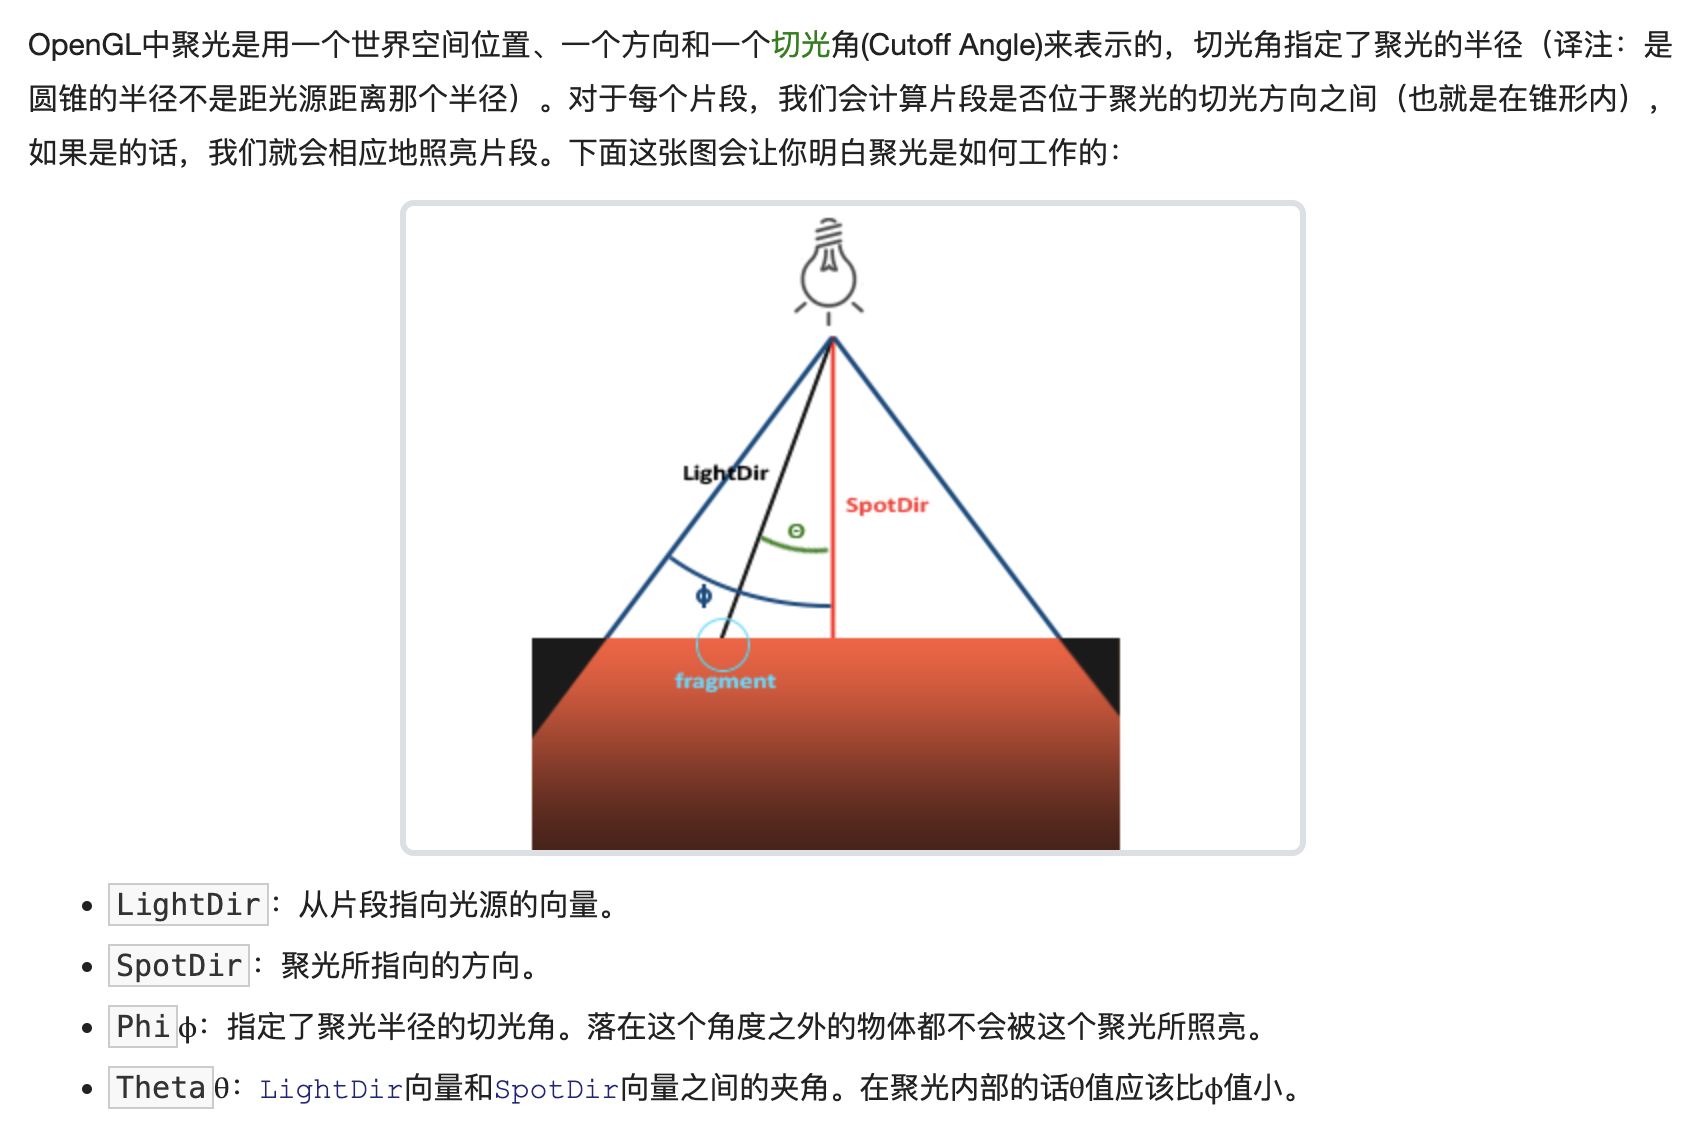 OpenGL中聚光是用一个世界空间位置、一个方向和一个切光角(Cutoff Angle)来表示的，切光角指定了聚光的半径（译注：是
圆锥的半径不是距光源距离那个半径）。对于每个片段，我们会计算片段是否位于聚光的切光方向之间（也就是在锥形内），
如果是的话，我们就会相应地照亮片段。下面这张图会让你明白聚光是如何工作的：
LightDir
SpotDir
Θ
ϕ
fragment
LightDir：从片段指向光源的向量。
SpotDir：聚光所指向的方向。
Phiϕ：指定了聚光半径的切光角。落在这个角度之外的物体都不会被这个聚光所照亮。
Thetaθ：LightDir向量和SpotDir向量之间的夹角。在聚光内部的话θ值应该比ϕ值小。